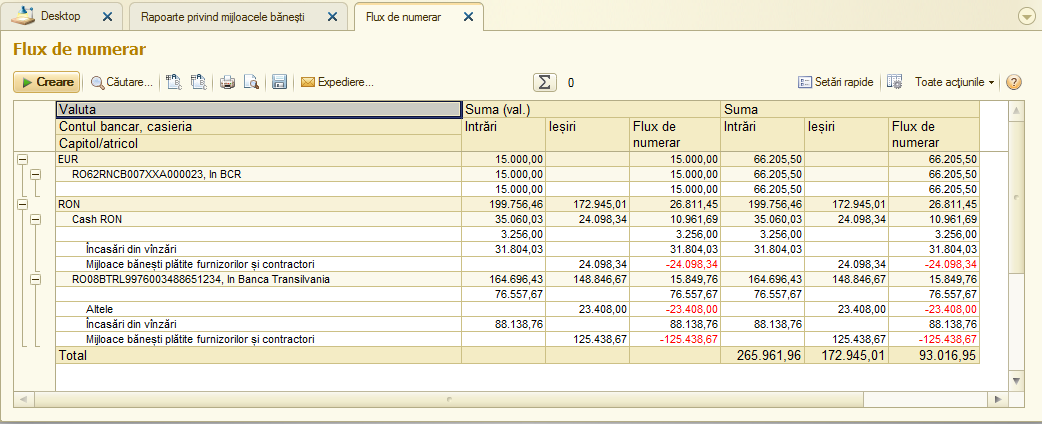 Desktop
Rapoarte privind mijloacele bănești
Flux de numerar
Flux de numerar
Creare
Căutare...
Expediere...
Σ
0
Setări rapide
Toate acțiunile
?
Valuta Suma (val.) Suma
Contul bancar, casieria Intrări Ieșiri Flux de numerar Intrări Ieșiri Flux de numerar
Capitol/atricol
EUR 15.000,00 15.000,00 66.205,50 66.205,50
RO62RNCB007XXA000023, In BCR 15.000,00 15.000,00 66.205,50 66.205,50
15.000,00 15.000,00 66.205,50 66.205,50
RON 199.756,46 172.945,01 26.811,45 199.756,46 172.945,01 26.811,45
Cash RON 35.060,03 24.098,34 10.961,69 35.060,03 24.098,34 10.961,69
3.256,00 3.256,00 3.256,00 3.256,00
Încasări din vînzări 31.804,03 31.804,03 31.804,03 31.804,03
Mijloace bănești plătite furnizorilor și contractori 24.098,34 -24.098,34 24.098,34 -24.098,34
RO08BTRL9976003488651234, In Banca Transilvania 164.696,43 148.846,67 15.849,76 164.696,43 148.846,67 15.849,76
76.557,67 76.557,67 76.557,67 76.557,67
Altele 23.408,00 -23.408,00 23.408,00 -23.408,00
Încasări din vînzări 88.138,76 88.138,76 88.138,76 88.138,76
Mijloace bănești plătite furnizorilor și contractori 125.438,67 -125.438,67 125.438,67 -125.438,67
Total 265.961,96 172.945,01 93.016,95